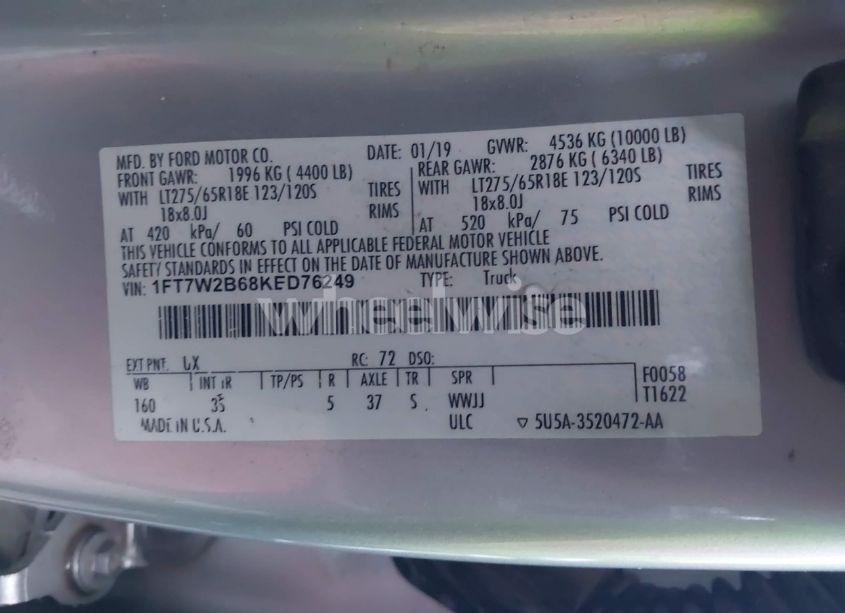 MFD. BY FORD MOTOR CO. DATE: 01/19 GVWR: 4536 KG (10000 LB)
FRONT GAWR: 1996 KG ( 4400 LB) REAR GAWR: 2876 KG ( 6340 LB)
WITH LT275/65R18E 123/120S TIRES WITH LT275/65R18E 123/120S TIRES
18x8.0J RIMS 18x8.0J RIMS
AT 420 kPa/ 60 PSI COLD AT 520 kPa/ 75 PSI COLD
THIS VEHICLE CONFORMS TO ALL APPLICABLE FEDERAL MOTOR VEHICLE
SAFETY STANDARDS IN EFFECT ON THE DATE OF MANUFACTURE SHOWN ABOVE.
VIN: 1FT7W2B68KED76249 TYPE: Truck
wheelwise
EXT PNT: RC: 72 DSO:
WB INT TR TP/PS R AXLE TR SPR F0058
160 5 37 S WWJJ T1622
MADE IN U.S.A. ULC ▽ 5U5A-3520472-AA